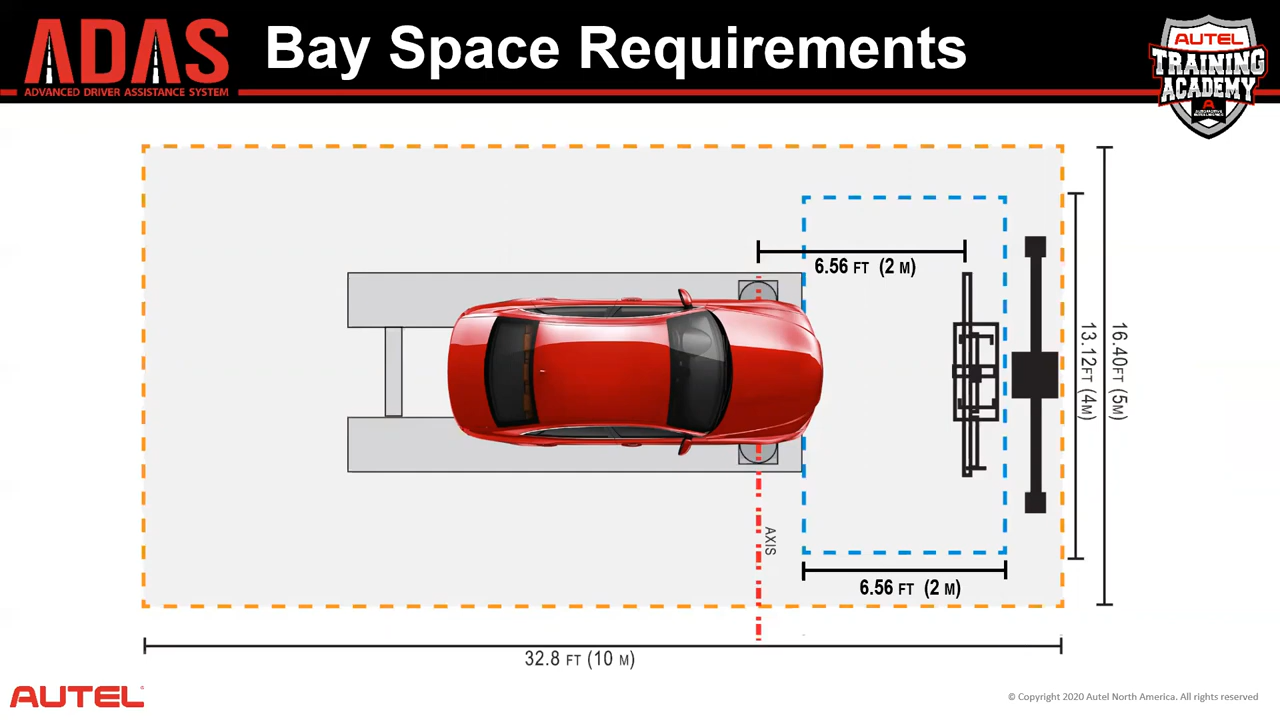 ADAS
ADVANCED DRIVER ASSISTANCE SYSTEM
Bay Space Requirements
AUTEL
TRAINING
ACADEMY
6.56 FT (2 M)
13.12FT (4M)
16.40FT (5M)
AXIS
6.56 FT (2 M)
32.8 FT (10 M)
AUTEL
© Copyright 2020 Autel North America. All rights reserved